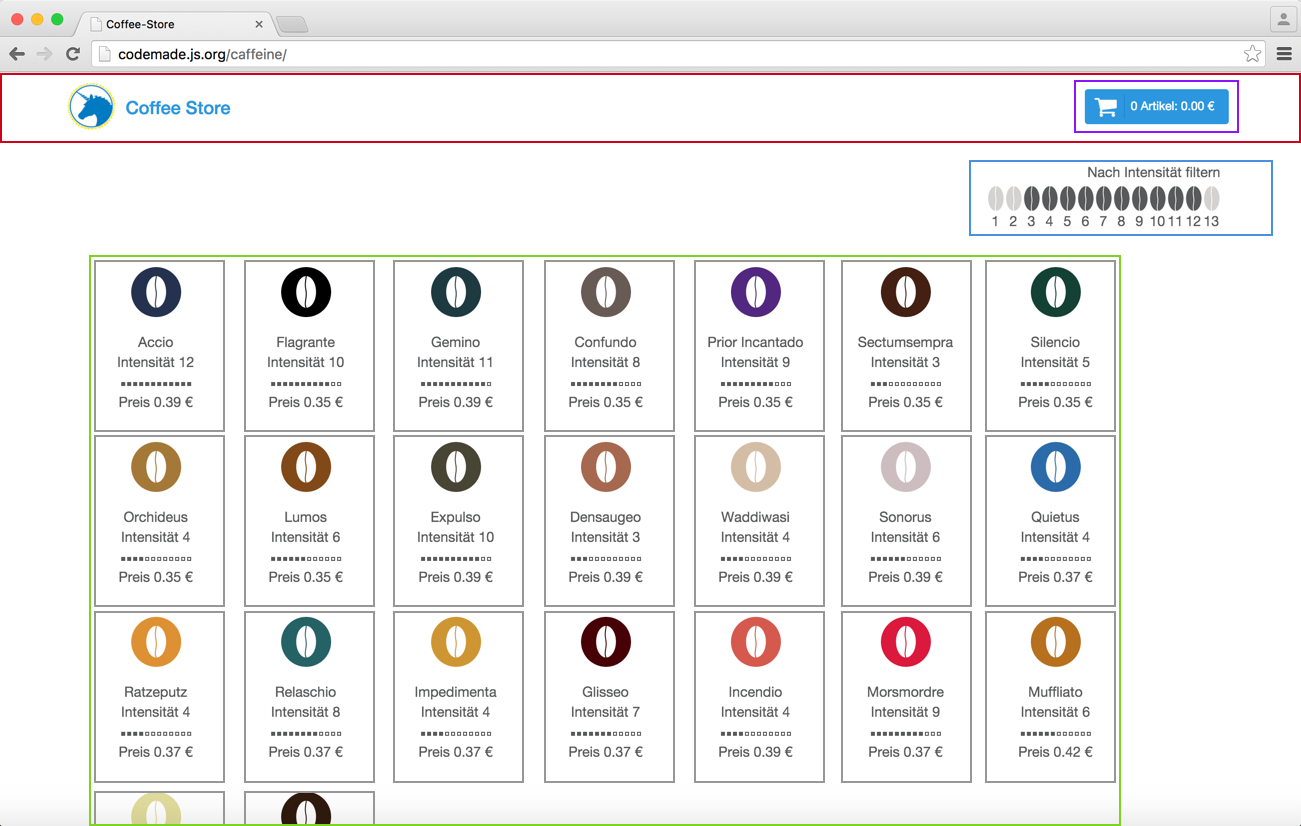 Coffee-Store
codemade.js.org/caffeine/
Coffee Store
0 Artikel: 0.00 €
Nach Intensität filtern
1 2 3 4 5 6 7 8 9 10 11 12 13
Accio
Intensität 12
Preis 0.39 €
Flagrante
Intensität 10
Preis 0.35 €
Gemino
Intensität 11
Preis 0.39 €
Confundo
Intensität 8
Preis 0.35 €
Prior Incantado
Intensität 9
Preis 0.35 €
Sectumsempra
Intensität 3
Preis 0.35 €
Silencio
Intensität 5
Preis 0.35 €
Orchideus
Intensität 4
Preis 0.35 €
Lumos
Intensität 6
Preis 0.35 €
Expulso
Intensität 10
Preis 0.39 €
Densaugeo
Intensität 3
Preis 0.39 €
Waddiwasi
Intensität 4
Preis 0.39 €
Sonorus
Intensität 6
Preis 0.39 €
Quietus
Intensität 4
Preis 0.37 €
Ratzeputz
Intensität 4
Preis 0.37 €
Relaschio
Intensität 8
Preis 0.37 €
Impedimenta
Intensität 4
Preis 0.37 €
Glisseo
Intensität 7
Preis 0.37 €
Incendio
Intensität 4
Preis 0.39 €
Morsmordre
Intensität 9
Preis 0.37 €
Muffliato
Intensität 6
Preis 0.42 €